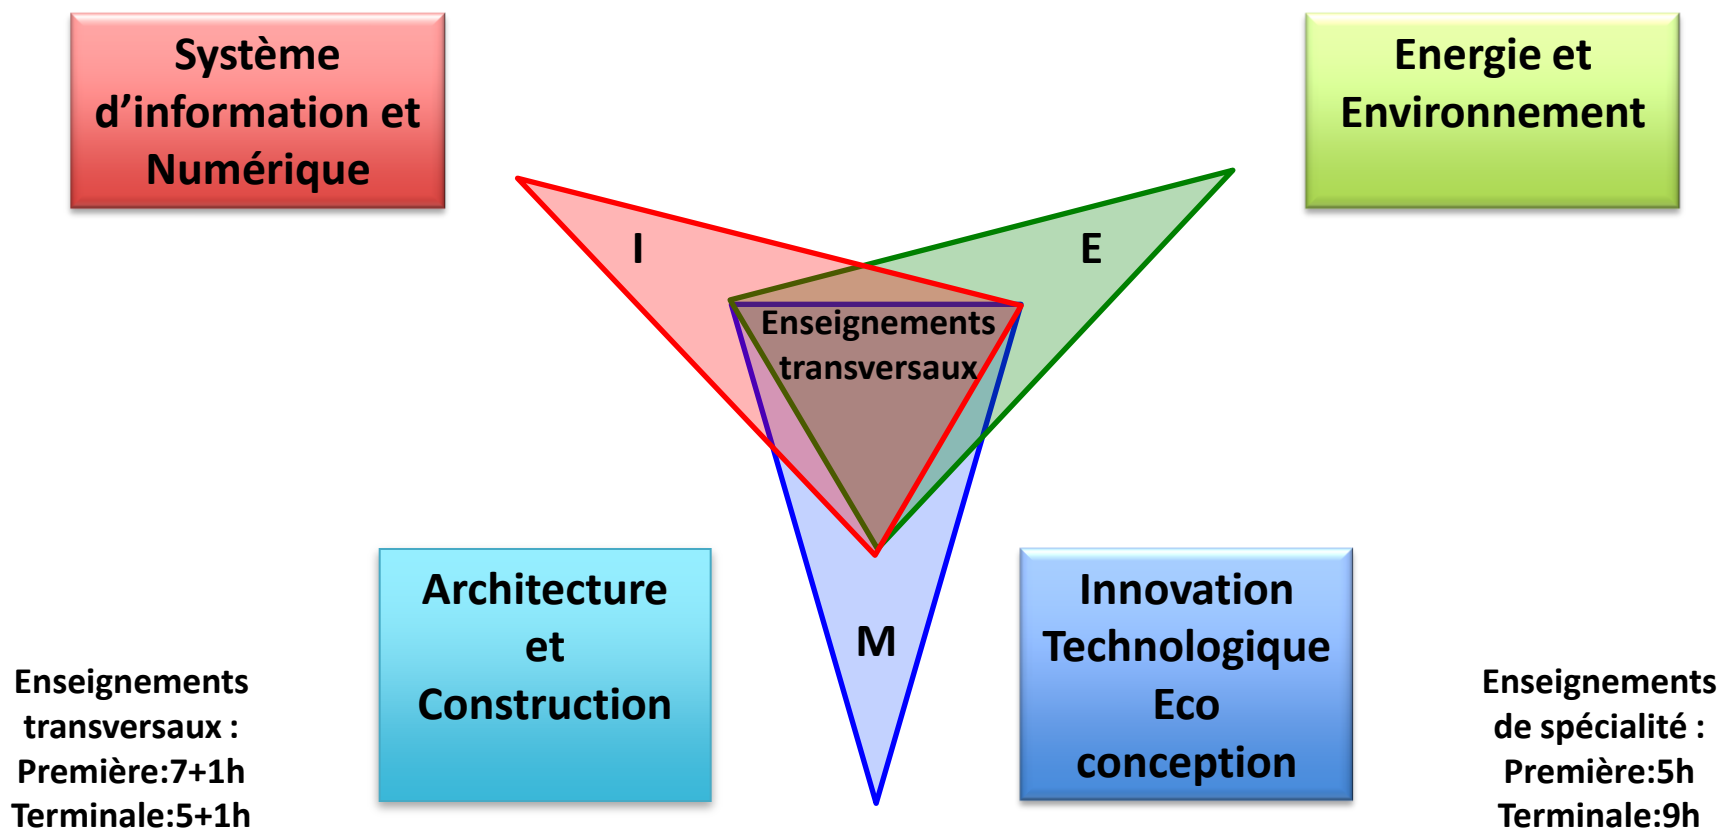 Système
d’information et
Numérique
Energie et
Environnement
I
E
Enseignements
transversaux
Architecture
et
Construction
M
Innovation
Technologique
Eco
conception
Enseignements
transversaux :
Première:7+1h
Terminale:5+1h
Enseignements
de spécialité :
Première:5h
Terminale:9h